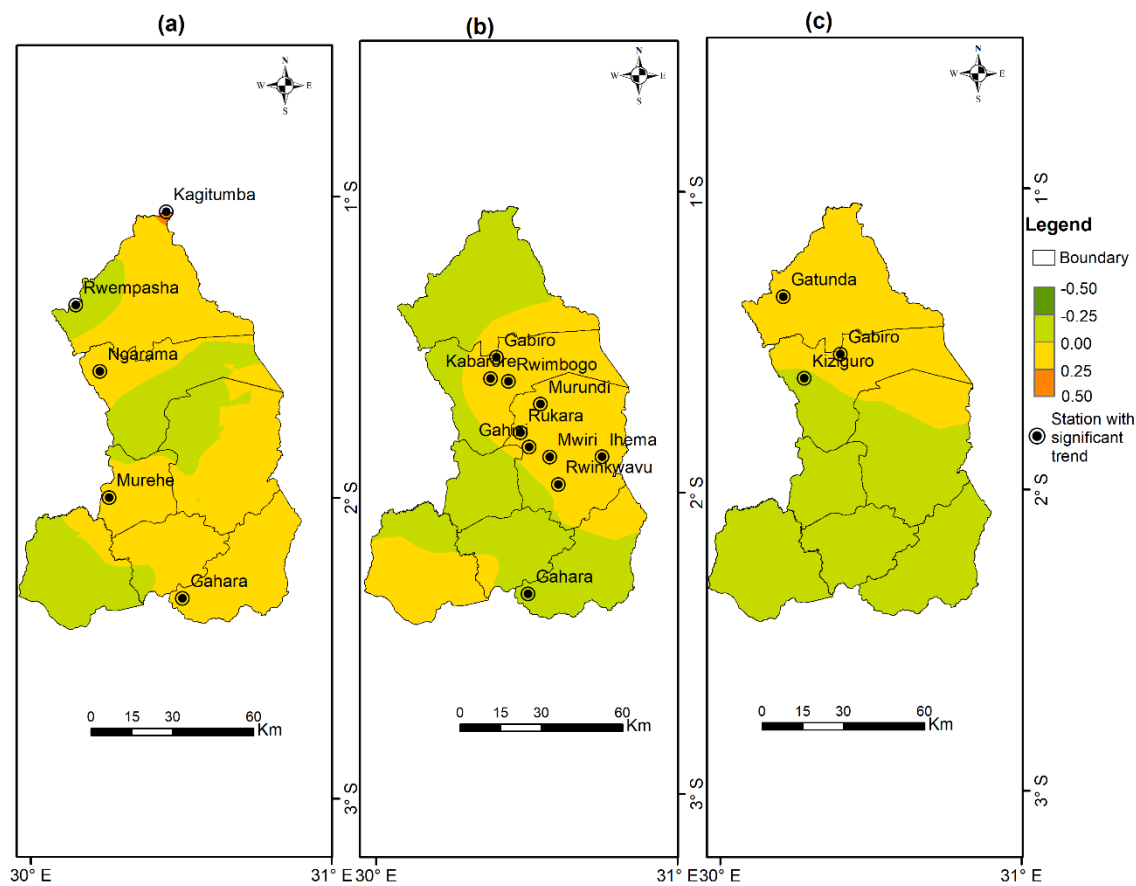 (a)
(b)
(c)
N
W E
S
N
W E
S
N
W E
S
Kagitumba
Rwempasha
Ngarama
Murehe
Gahara
0 15 30 60
Km
1° S
2° S
3° S
30° E
31° E
Gabiro
Kabarore
Rwimbogo
Murundi
Rukara
Gahini
Mwiri
Ihema
Rwinkwavu
Gahara
0 15 30 60
Km
1° S
2° S
3° S
30° E
31° E
Gatunda
Gabiro
Kiziguro
0 15 30 60
Km
1° S
2° S
3° S
30° E
31° E
Legend
Boundary
-0.50
-0.25
0.00
0.25
0.50
Station with
significant
trend